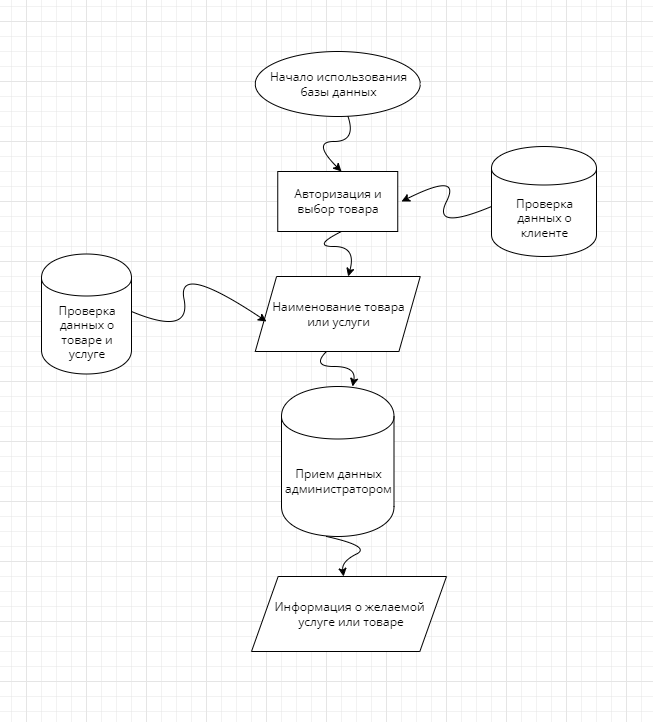 Начало использования
базы данных
Авторизация и
выбор товара
Проверка
данных о
клиенте
Наименование товара
или услуги
Проверка
данных о
товаре и
услуге
Прием данных
администратором
Информация о желаемой
услуге или товаре